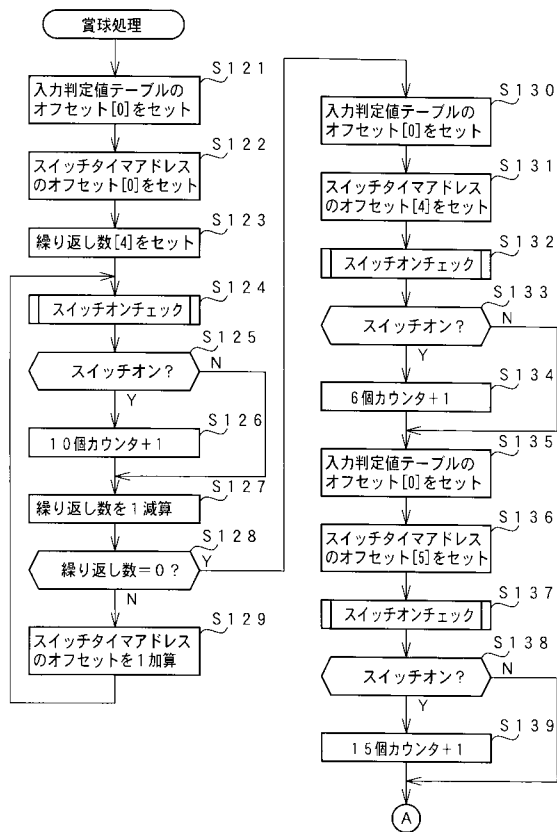 賞球処理
S121
入力判定値テーブルの
オフセット[0]をセット
S122
スイッチタイマアドレス
のオフセット[0]をセット
S123
繰り返し数[4]をセット
S124
スイッチオンチェック
S125
スイッチオン?
N
Y
S126
10個カウンタ+1
S127
繰り返し数を1減算
S128
繰り返し数=0?
Y
N
S129
スイッチタイマアドレス
のオフセットを1加算
S130
入力判定値テーブルの
オフセット[0]をセット
S131
スイッチタイマアドレス
のオフセット[4]をセット
S132
スイッチオンチェック
S133
スイッチオン?
N
Y
S134
6個カウンタ+1
S135
入力判定値テーブルの
オフセット[0]をセット
S136
スイッチタイマアドレス
のオフセット[5]をセット
S137
スイッチオンチェック
S138
スイッチオン?
N
Y
S139
15個カウンタ+1
A